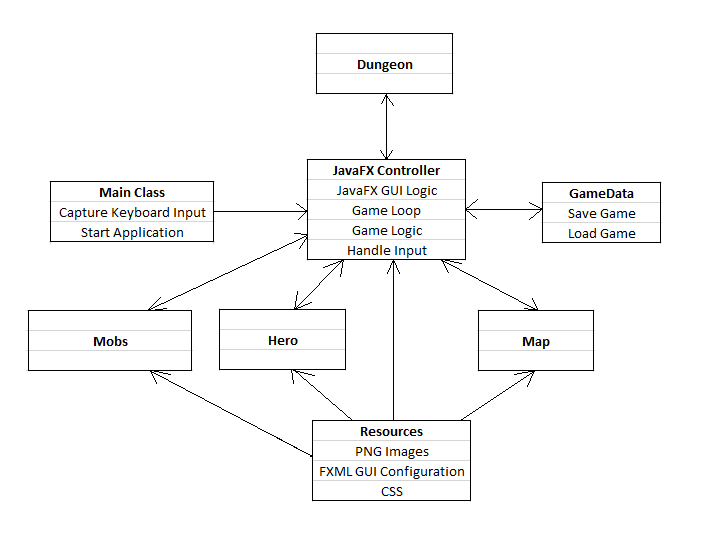 Dungeon
JavaFX Controller
JavaFX GUI Logic
Game Loop
Game Logic
Handle Input
Main Class
Capture Keyboard Input
Start Application
GameData
Save Game
Load Game
Mobs
Hero
Map
Resources
PNG Images
FXML GUI Configuration
CSS